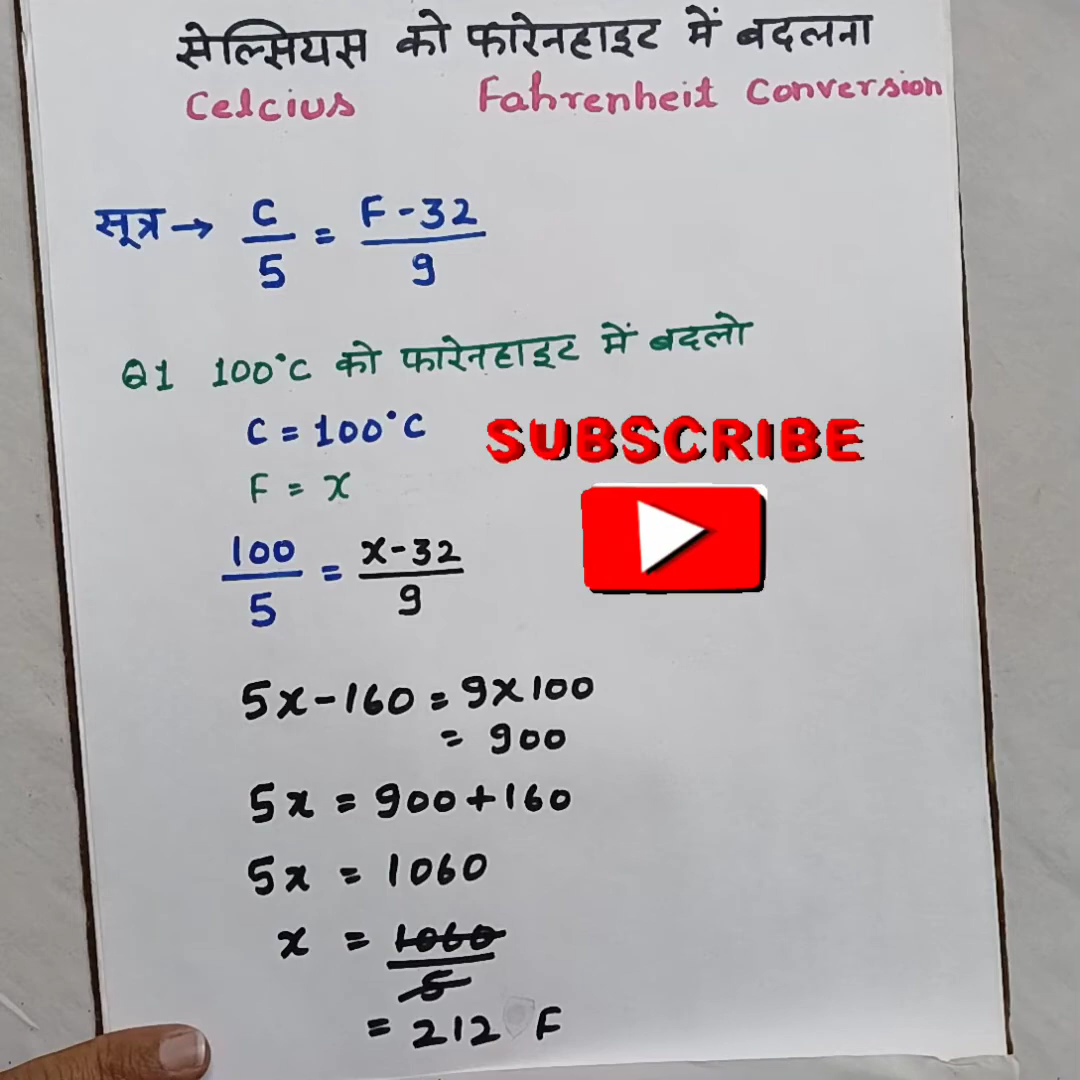 सेल्सियस को फारेनहाइट में बदलना
Celcius Fahrenheit Conversion
सूत्र → C/5 = F-32/9
Q1 100°C को फारेनहाइट में बदलो
C = 100°C
SUBSCRIBE
F = x
100/5 = x-32/9
5x-160 = 9x100
= 900
5x = 900+160
5x = 1060
x = 1060/5
= 212 F